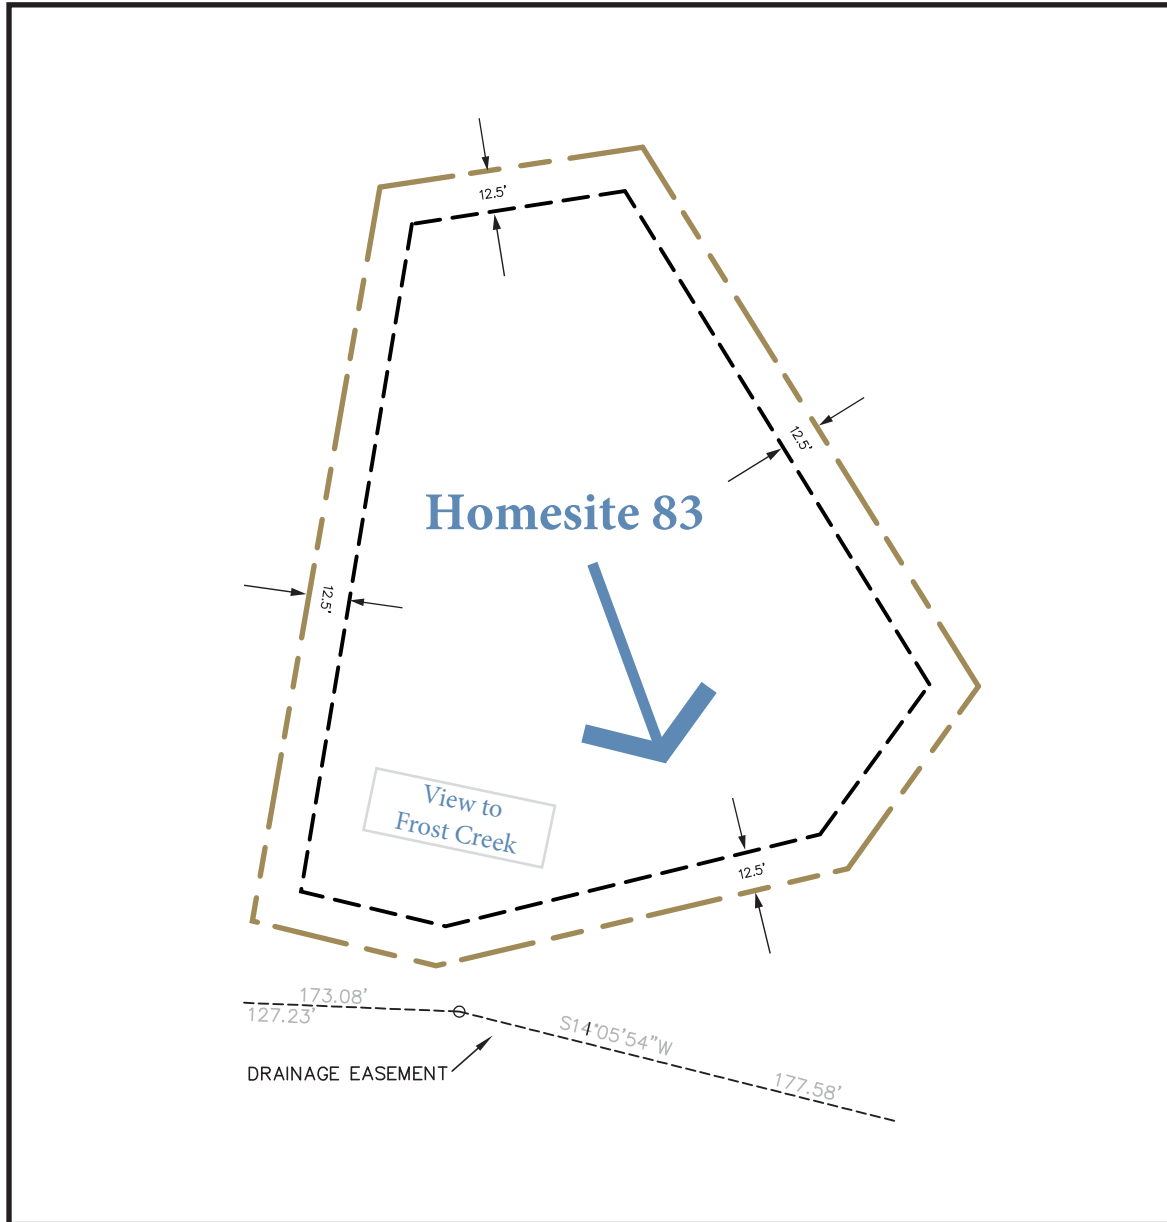 12.5’
12.5’
Homesite 83
12.5’
View to
Frost Creek
12.5’
173.08’
127.23’
S14°05’54”W
DRAINAGE EASEMENT
177.58’